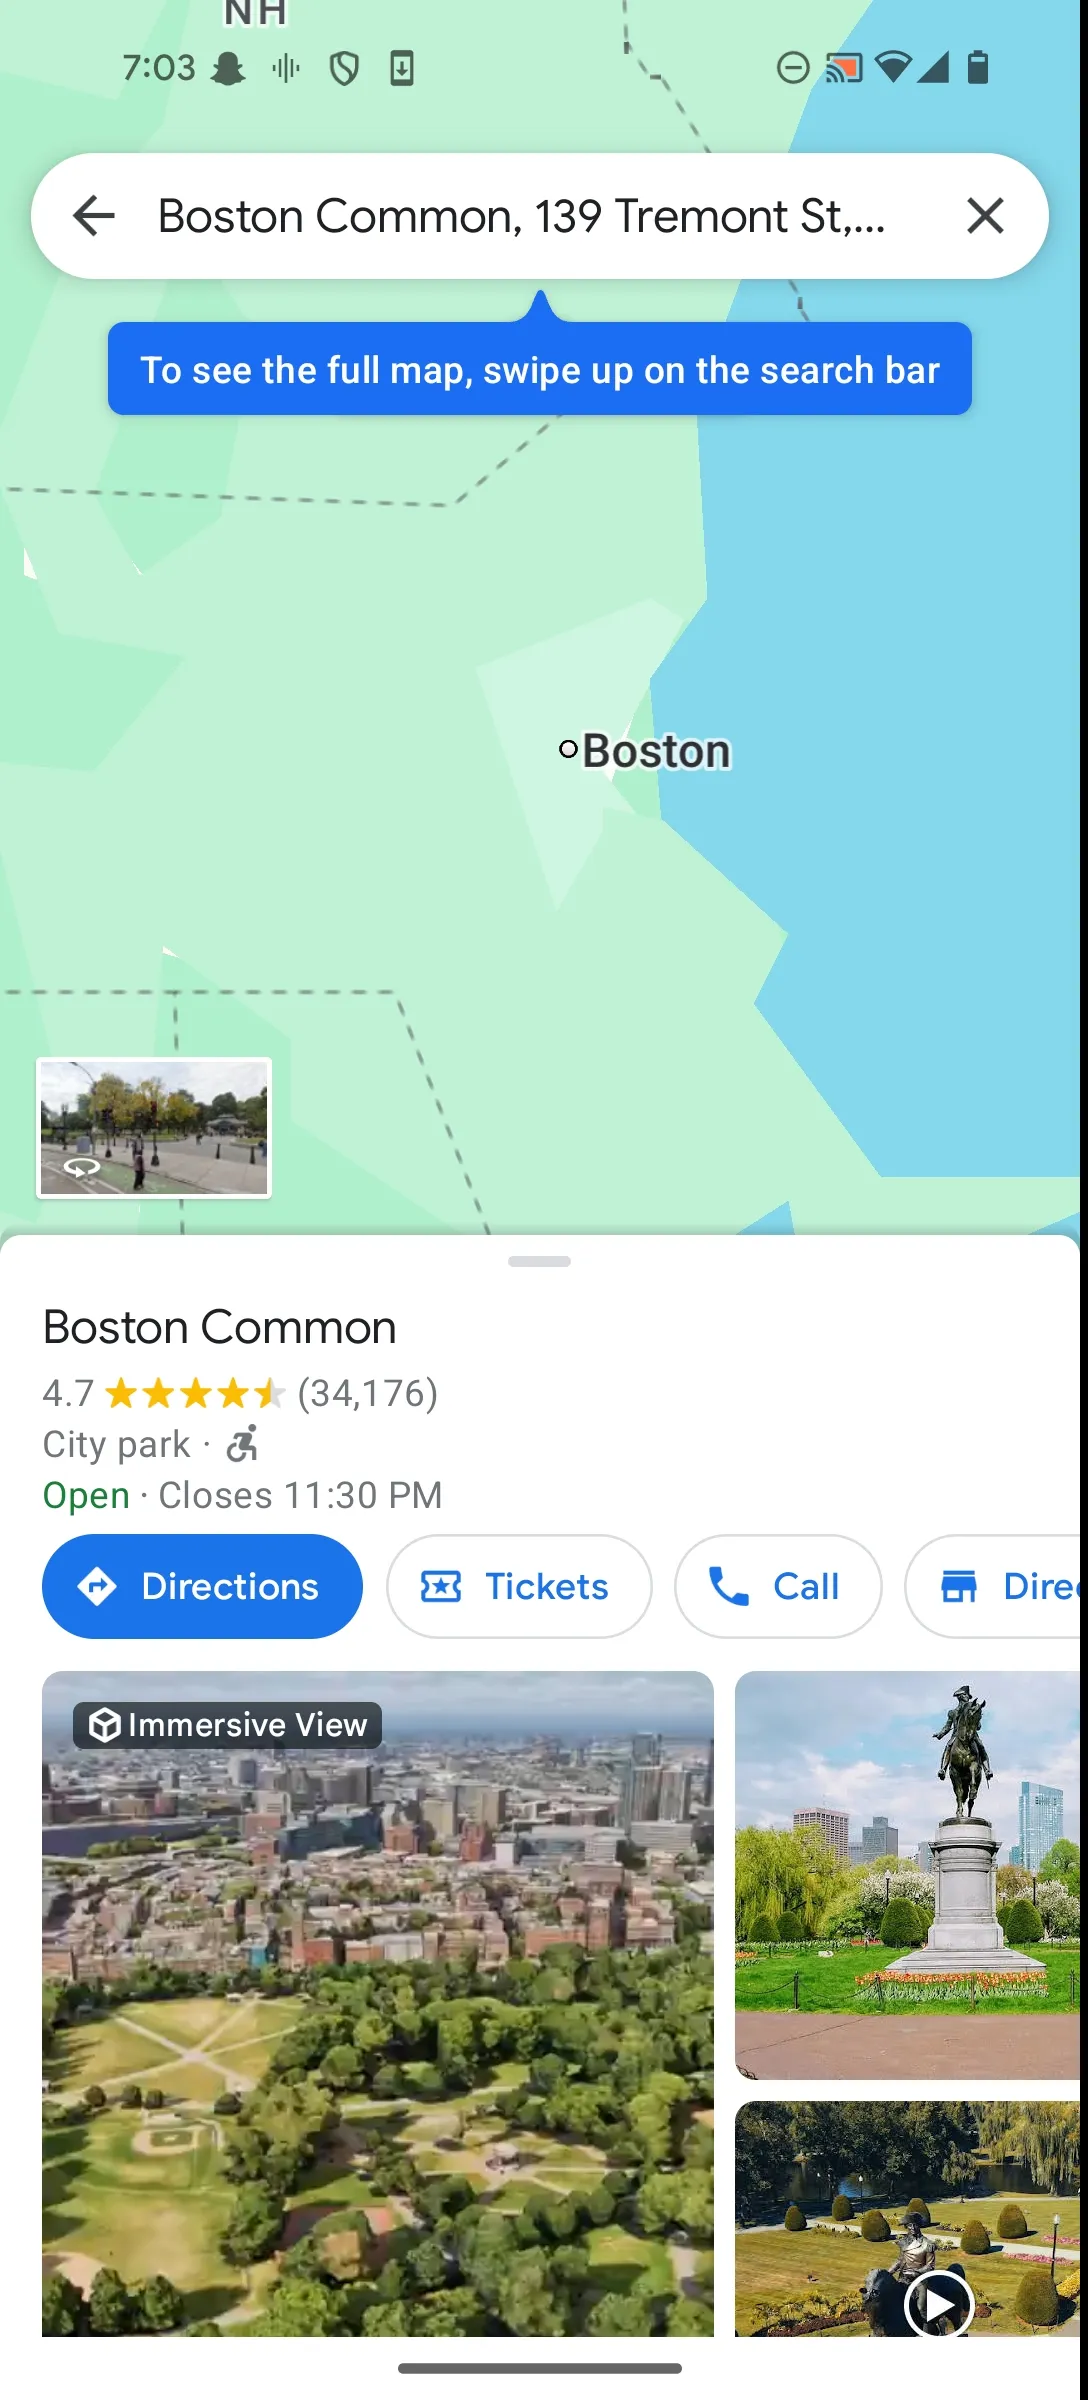 NH
7:03
Boston Common, 139 Tremont St,...
To see the full map, swipe up on the search bar
Boston
Boston Common
4.7 (34,176)
City park ·
Open · Closes 11:30 PM
Directions
Tickets
Call
Direc
Immersive View